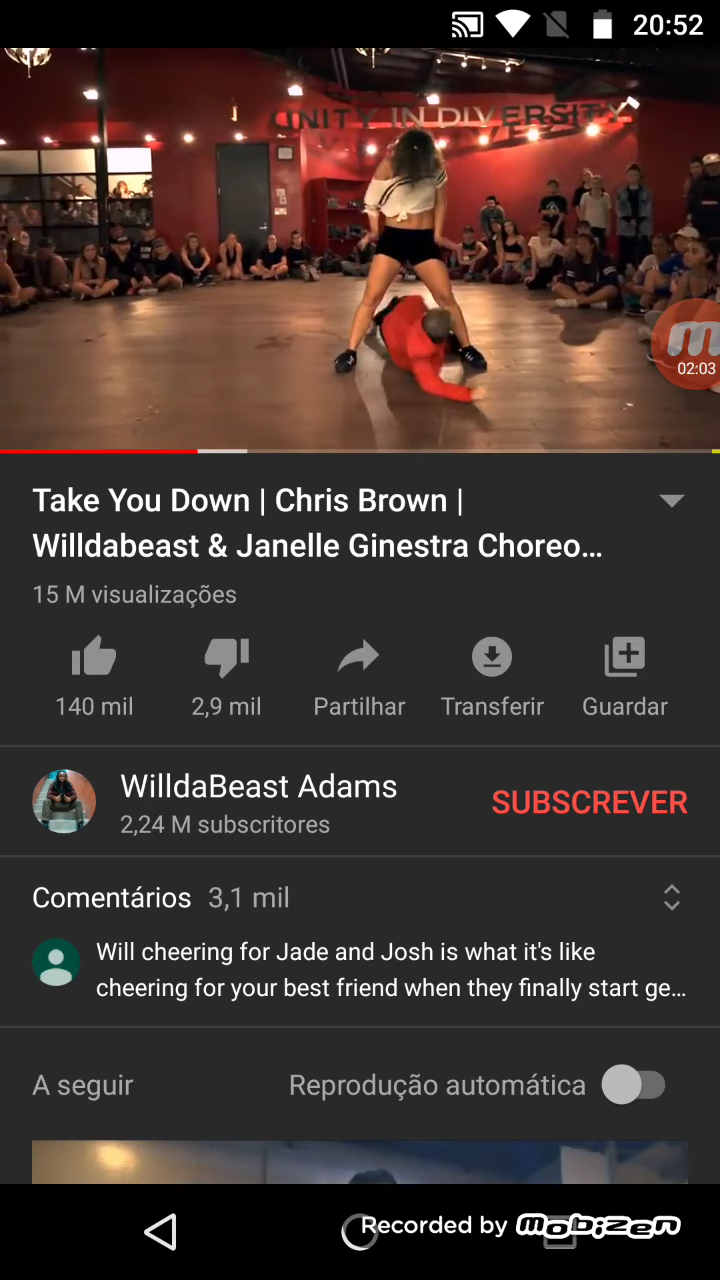 20:52
UNITY IN DIVERSITY
m
02:03
Take You Down | Chris Brown |
Willdabeast & Janelle Ginestra Choreo...
15 M visualizações
140 mil
2,9 mil
Partilhar
Transferir
Guardar
WilldaBeast Adams
SUBSCREVER
2,24 M subscritores
Comentários 3,1 mil
Will cheering for Jade and Josh is what it's like
cheering for your best friend when they finally start ge...
A seguir
Reprodução automática
Recorded by mobizen